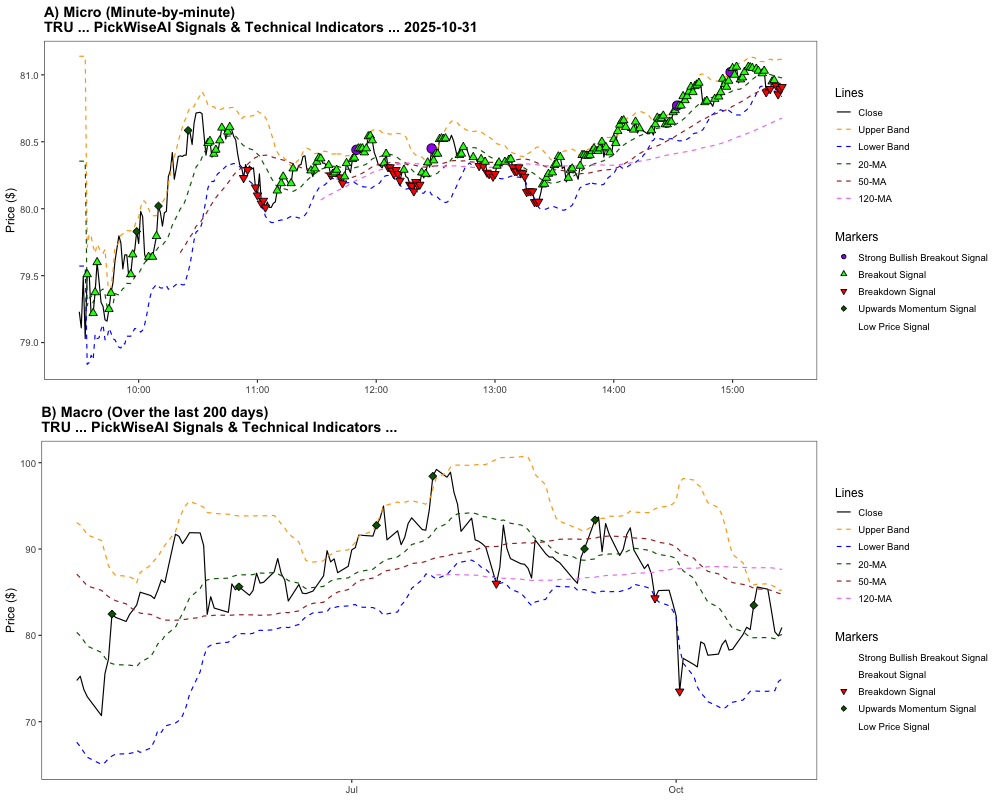 A) Micro (Minute-by-minute)
TRU ... PickWiseAI Signals & Technical Indicators ... 2025-10-31
Price ($)
81.0
80.5
80.0
79.5
79.0
10:00
11:00
12:00
13:00
14:00
15:00
Lines
Close
Upper Band
Lower Band
20-MA
50-MA
120-MA
Markers
Strong Bullish Breakout Signal
Breakout Signal
Breakdown Signal
Upwards Momentum Signal
Low Price Signal
B) Macro (Over the last 200 days)
TRU ... PickWiseAI Signals & Technical Indicators ...
Price ($)
100
90
80
70
Jul
Oct
Lines
Close
Upper Band
Lower Band
20-MA
50-MA
120-MA
Markers
Strong Bullish Breakout Signal
Breakout Signal
Breakdown Signal
Upwards Momentum Signal
Low Price Signal